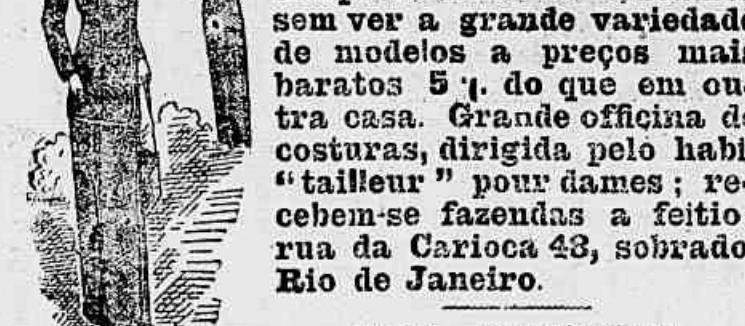 sem ver a grande variedade
de modelos a preços mais
baratos 5 %. do que em ou-
tra casa. Grande officina de
costuras, dirigida pelo habil
“tailleur” pour dames; re-
cebem-se fazendas a feitio
rua da Carioca 48, sobrado
Rio de Janeiro.